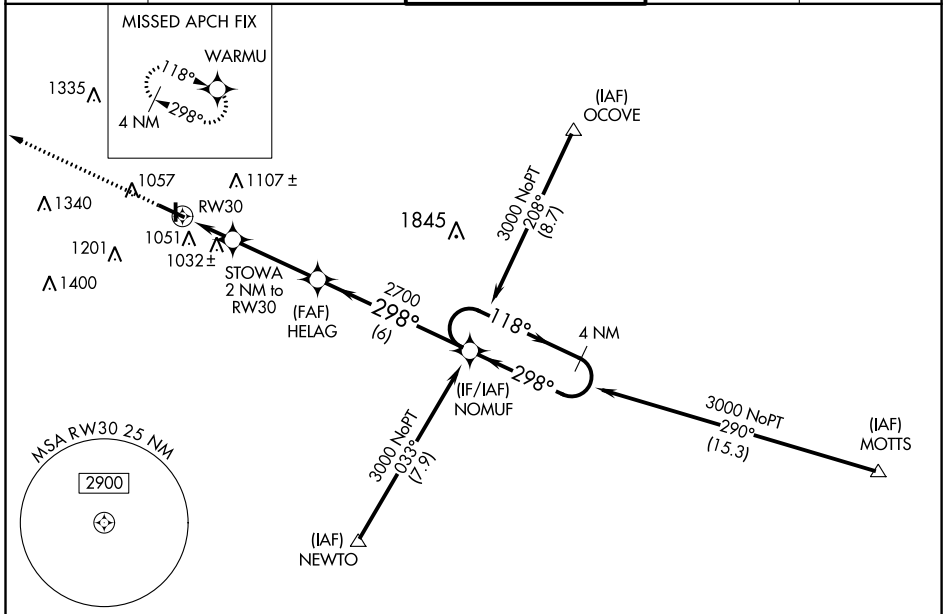 MISSED APCH FIX
WARMU
118°
298°
4 NM
1335
(IAF)
OCOVE
3000 NoPT
208°
(8.7)
1057
1107 ±
1340
RW30
1845
1051
1201
1032 ±
STOWA
2 NM to
RW30
1400
(FAF)
HELAG
2700
298°
(6)
118°
4 NM
298°
(IF/IAF)
NOMUF
3000 NoPT
290°
(15.3)
(IAF)
MOTTS
3000 NoPT
033°
(7.9)
(IAF)
NEWTO
MSA RW30 25 NM
2900